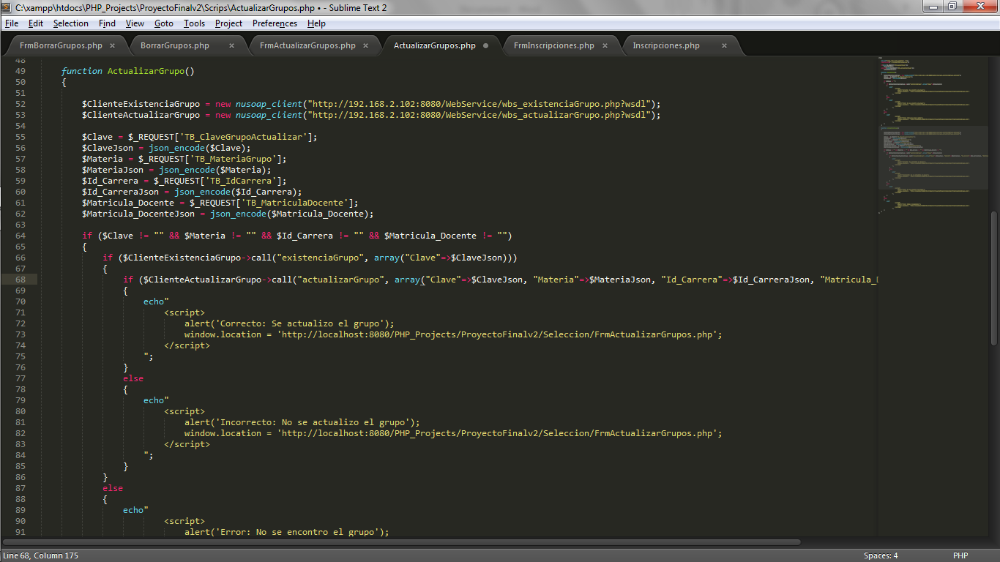 C:\xampp\htdocs\PHP_Projects\ProyectoFinalv2\Scrips\ActualizarGrupos.php • - Sublime Text 2
File Edit Selection Find View Goto Tools Project Preferences Help
FrmBorrarGrupos.php × BorrarGrupos.php × FrmActualizarGrupos.php × ActualizarGrupos.php ● FrmInscripciones.php × Inscripciones.php ×
48
49 function ActualizarGrupo()
50 {
51
52 $ClienteExistenciaGrupo = new nusoap_client("http://192.168.2.102:8080/WebService/wbs_existenciaGrupo.php?wsdl");
53 $ClienteActualizarGrupo = new nusoap_client("http://192.168.2.102:8080/WebService/wbs_actualizarGrupo.php?wsdl");
54
55 $Clave = $_REQUEST['TB_ClaveGrupoActualizar'];
56 $ClaveJson = json_encode($Clave);
57 $Materia = $_REQUEST['TB_MateriaGrupo'];
58 $MateriaJson = json_encode($Materia);
59 $Id_Carrera = $_REQUEST['TB_IdCarrera'];
60 $Id_CarreraJson = json_encode($Id_Carrera);
61 $Matricula_Docente = $_REQUEST['TB_MatriculaDocente'];
62 $Matricula_DocenteJson = json_encode($Matricula_Docente);
63
64 if ($Clave != "" && $Materia != "" && $Id_Carrera != "" && $Matricula_Docente != "")
65 {
66 if ($ClienteExistenciaGrupo->call("existenciaGrupo", array("Clave"=>$ClaveJson)))
67 {
68 if ($ClienteActualizarGrupo->call("actualizarGrupo", array("Clave"=>$ClaveJson, "Materia"=>$MateriaJson, "Id_Carrera"=>$Id_CarreraJson, "Matricula_D
69 {
70 echo"
71 <script>
72 alert('Correcto: Se actualizo el grupo');
73 window.location = 'http://localhost:8080/PHP_Projects/ProyectoFinalv2/Seleccion/FrmActualizarGrupos.php';
74 </script>
75 ";
76 }
77 else
78 {
79 echo"
80 <script>
81 alert('Incorrecto: No se actualizo el grupo');
82 window.location = 'http://localhost:8080/PHP_Projects/ProyectoFinalv2/Seleccion/FrmActualizarGrupos.php';
83 </script>
84 ";
85 }
86 }
87 else
88 {
89 echo"
90 <script>
91 alert('Error: No se encontro el grupo');
Line 68, Column 175 Spaces: 4 PHP